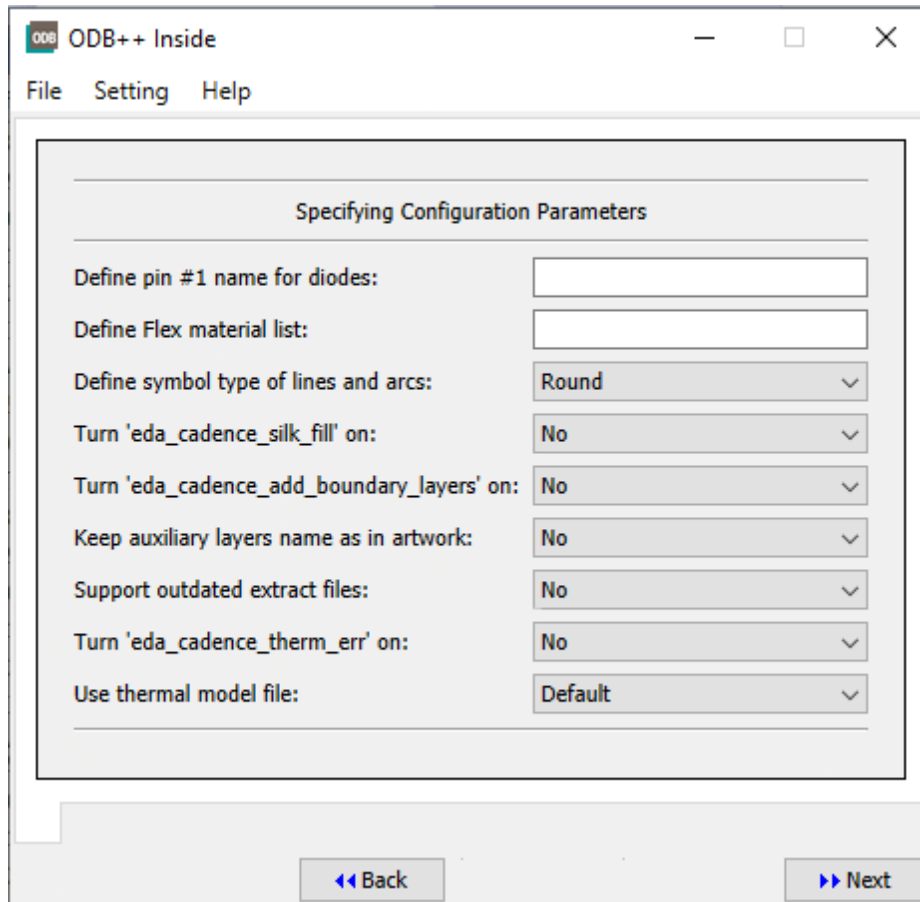 ODB ODB++ Inside
File Setting Help
Specifying Configuration Parameters
Define pin #1 name for diodes:
Define Flex material list:
Define symbol type of lines and arcs: Round
Turn 'eda_cadence_silk_fill' on: No
Turn 'eda_cadence_add_boundary_layers' on: No
Keep auxiliary layers name as in artwork: No
Support outdated extract files: No
Turn 'eda_cadence_therm_err' on: No
Use thermal model file: Default
Back Next